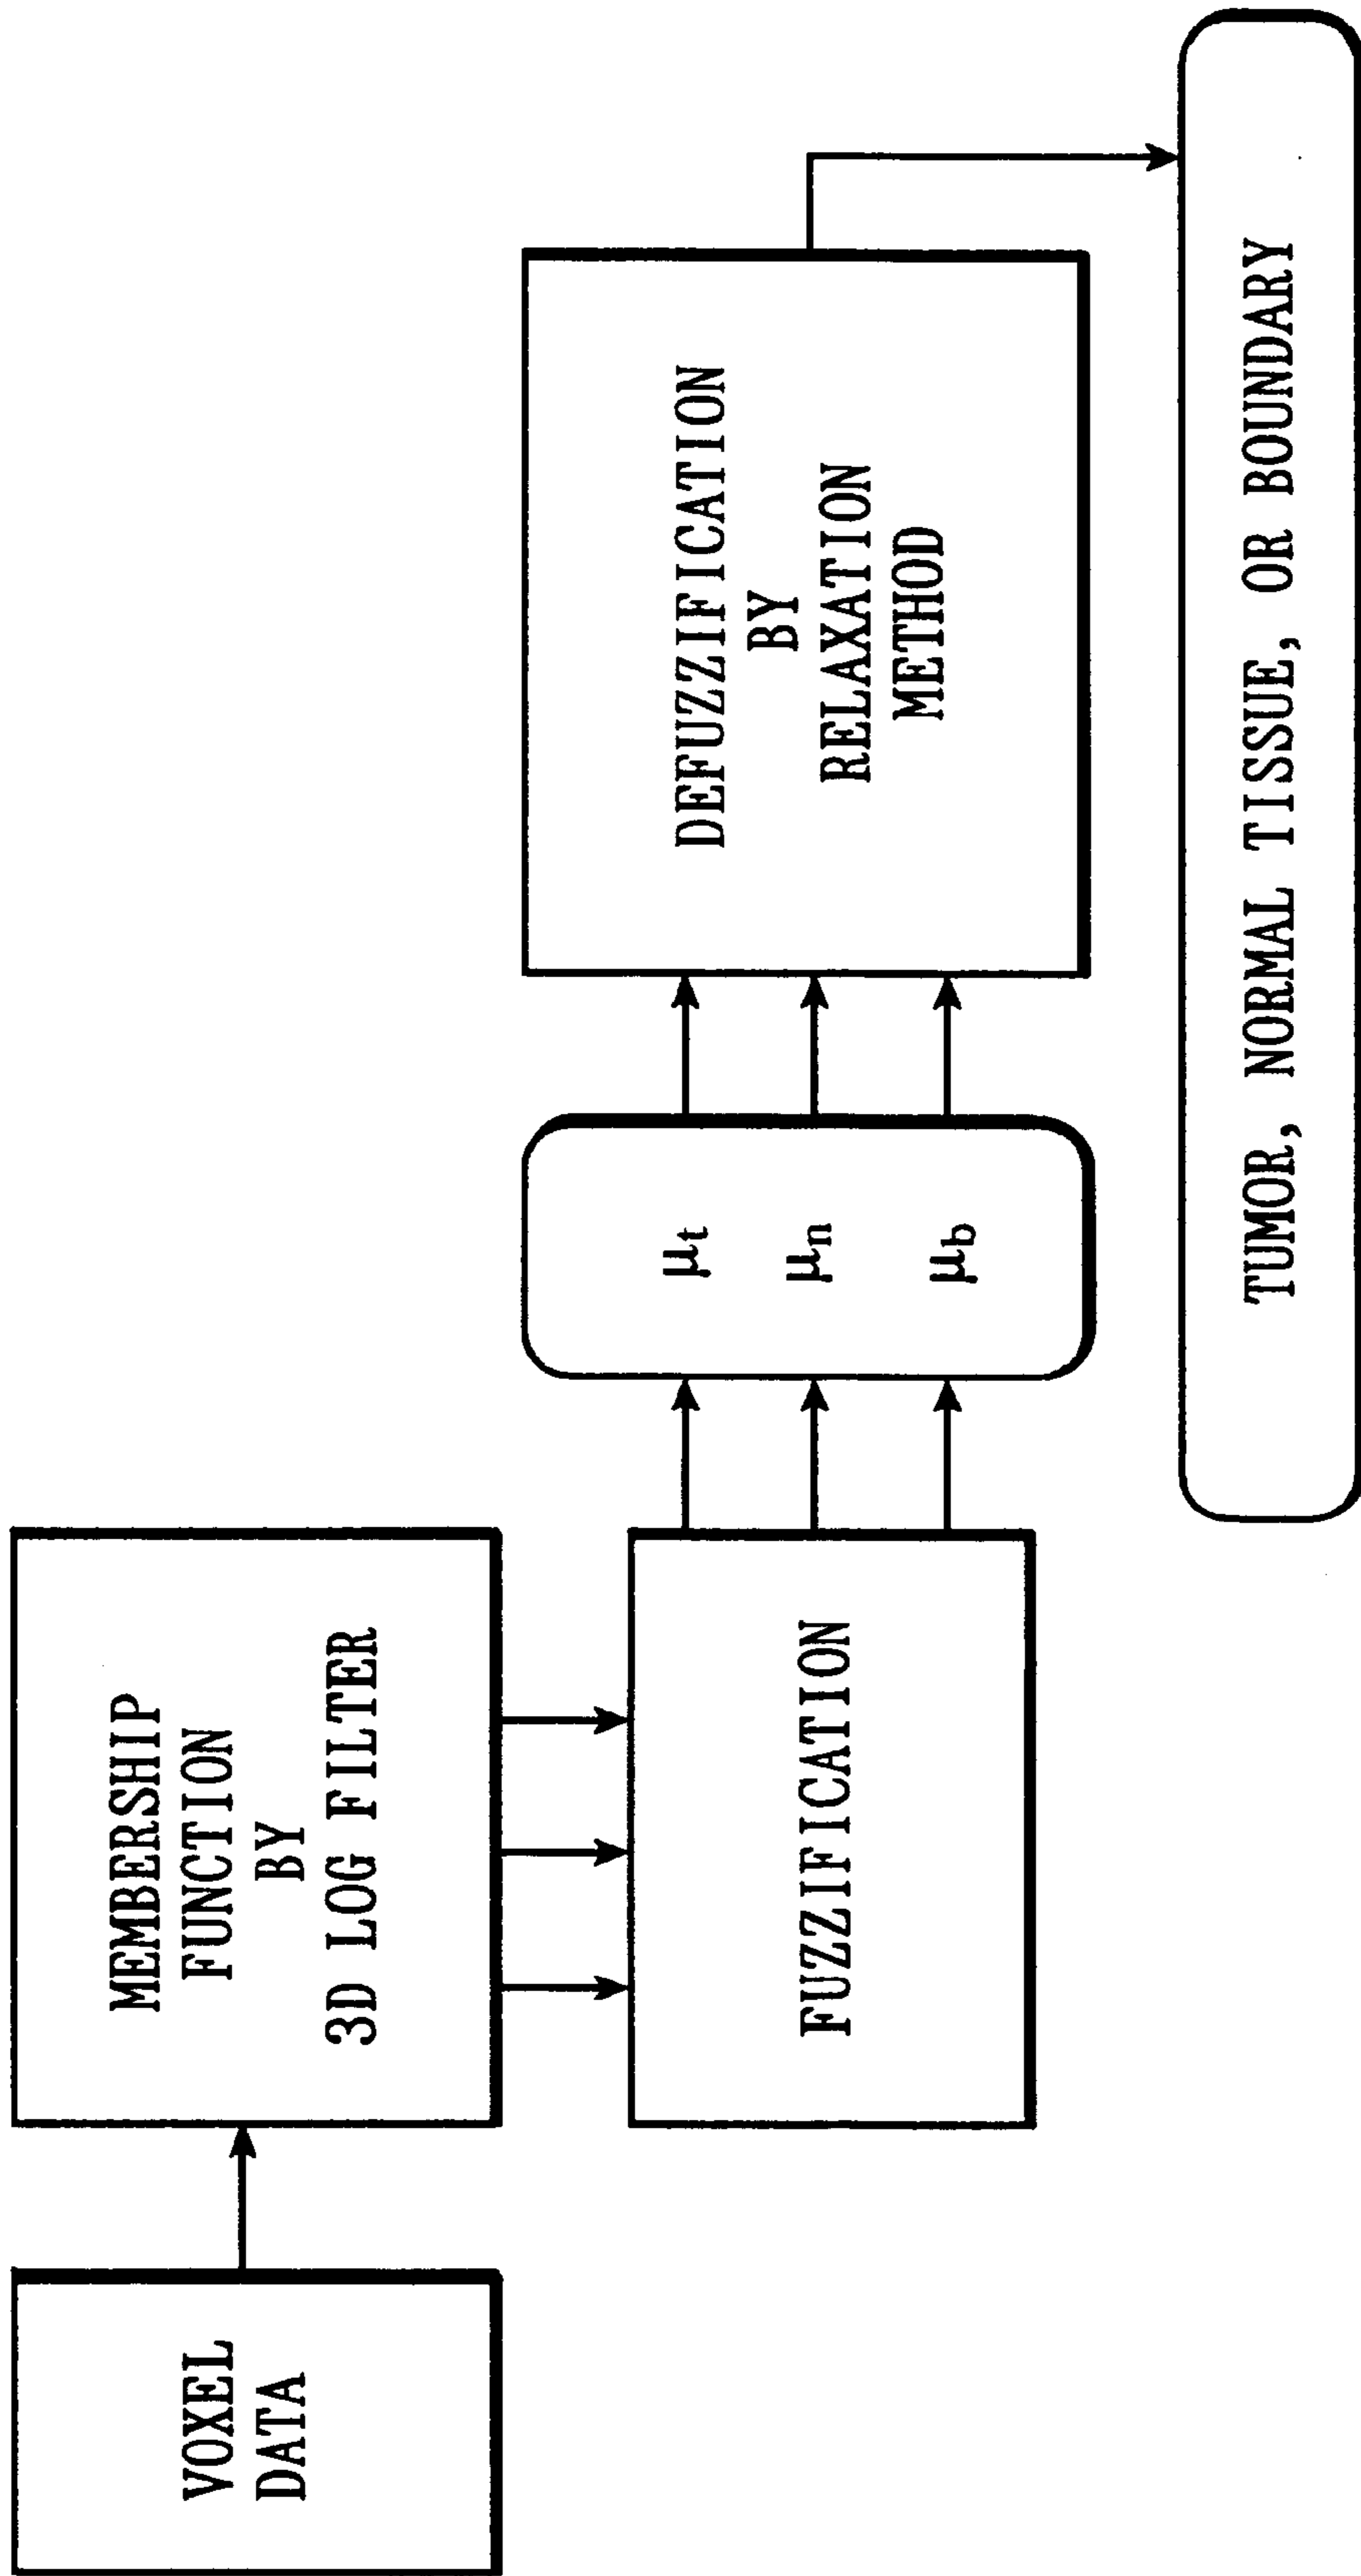 VOXEL
DATA
MEMBERSHIP
FUNCTION
BY
3D LOG FILTER
FUZZIFICATION
μt
μn
μb
DEFUZZIFICATION
BY
RELAXATION
METHOD
TUMOR, NORMAL TISSUE, OR BOUNDARY